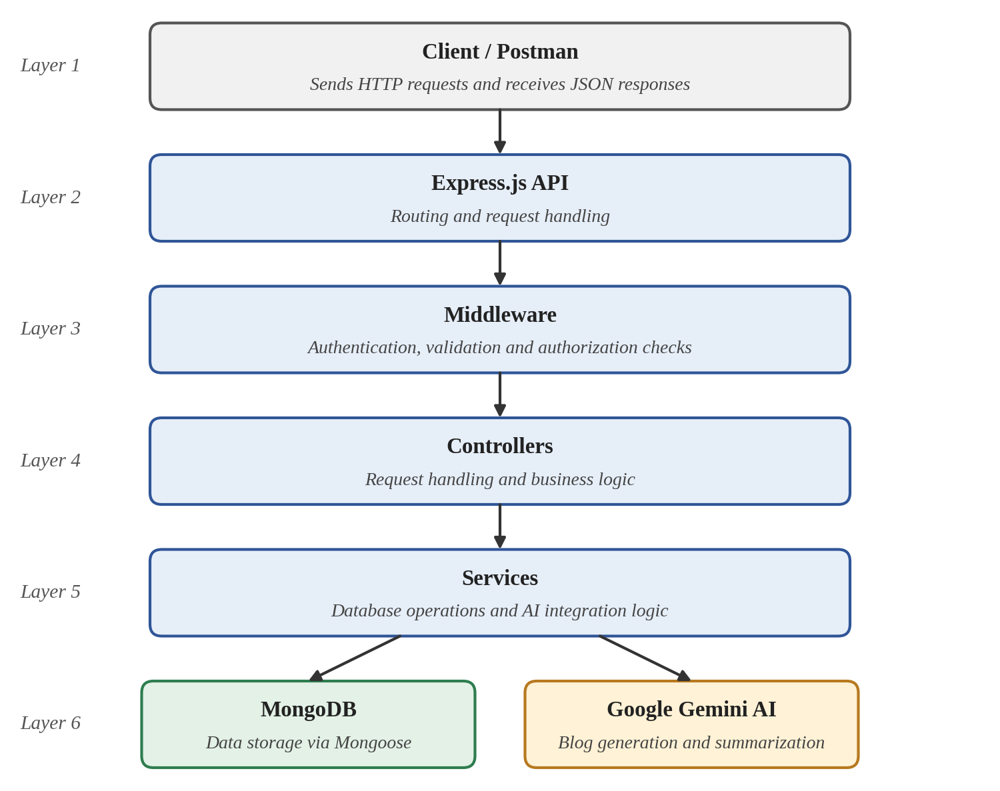 Layer 1
Client / Postman
Sends HTTP requests and receives JSON responses
Layer 2
Express.js API
Routing and request handling
Layer 3
Middleware
Authentication, validation and authorization checks
Layer 4
Controllers
Request handling and business logic
Layer 5
Services
Database operations and AI integration logic
Layer 6
MongoDB
Data storage via Mongoose
Google Gemini AI
Blog generation and summarization